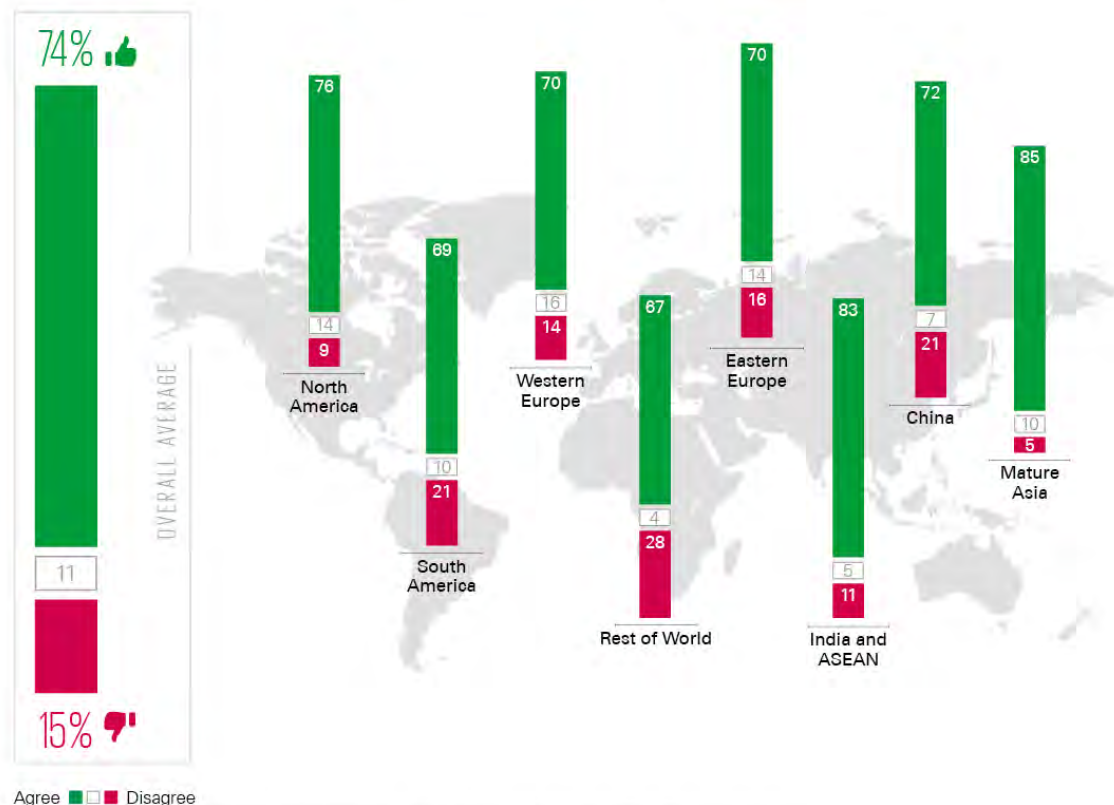 74%
11
OVERALL AVERAGE
15%
Agree Disagree
76
14
9
North
America
69
10
21
South
America
70
16
14
Western
Europe
67
4
28
Rest of World
70
14
16
Eastern
Europe
83
5
11
India and
ASEAN
72
7
21
China
85
10
5
Mature
Asia